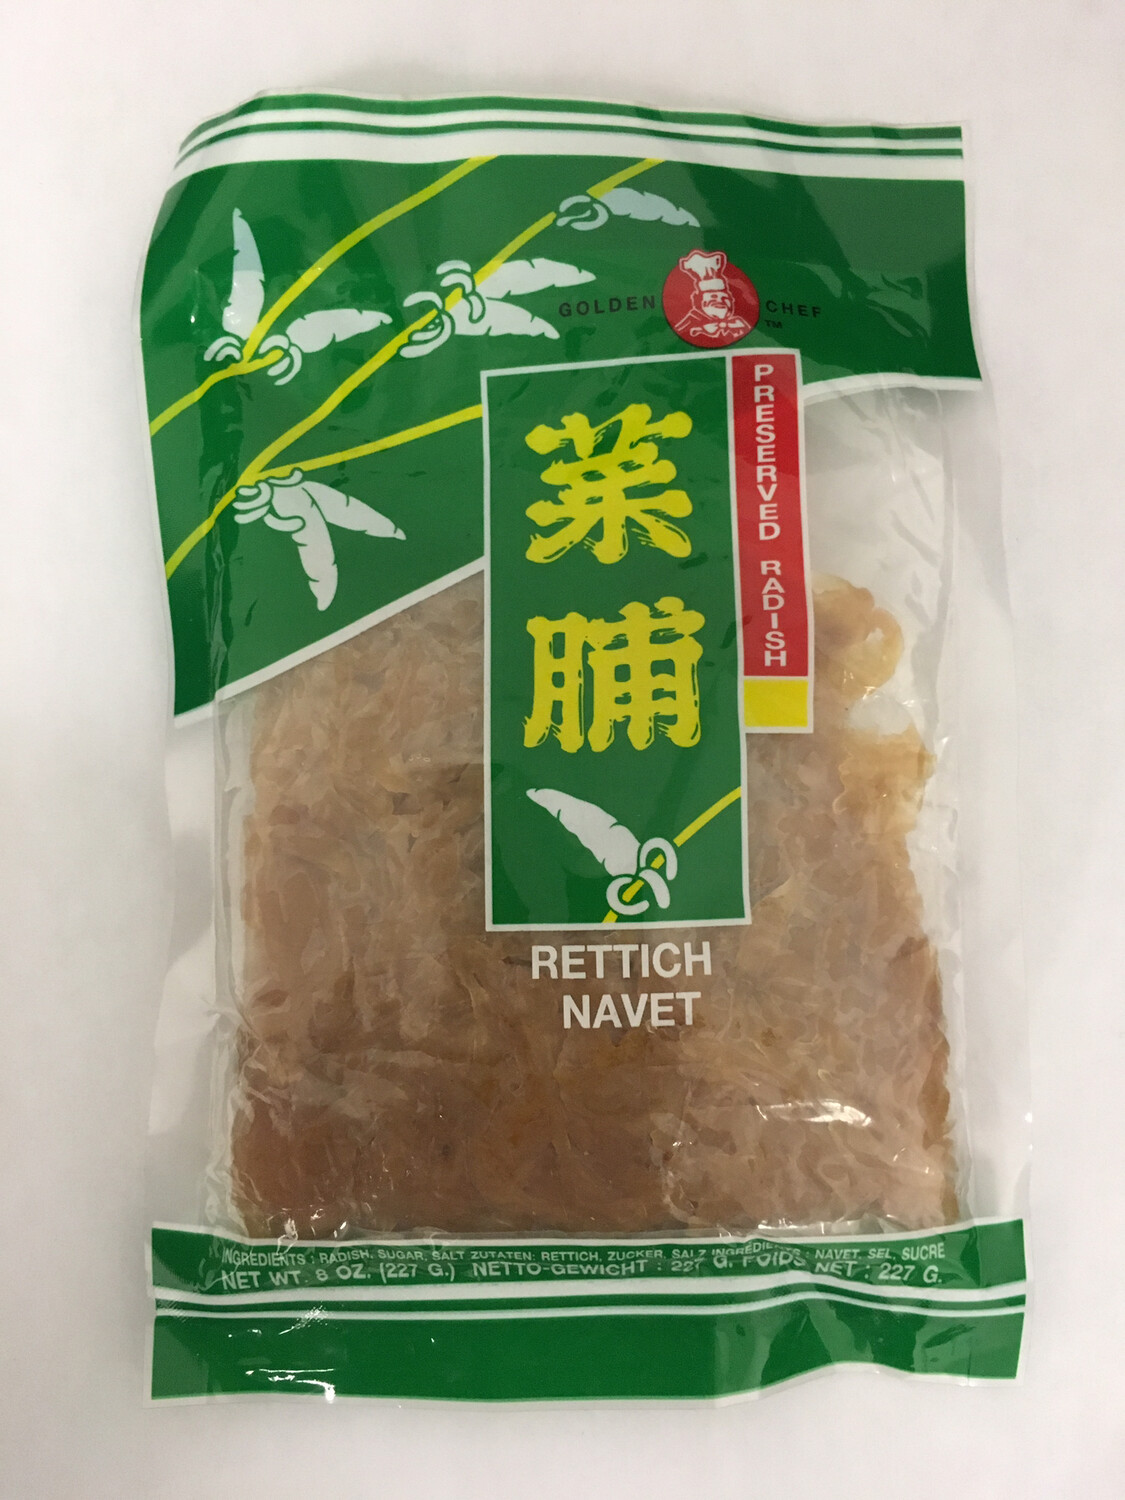 GOLDEN CHEF
TM
菜脯
PRESERVED RADISH
RETTICH
NAVET
INGREDIENTS : RADISH, SUGAR, SALT ZUTATEN: RETTICH, ZUCKER, SALZ INGREDIENTS : NAVET, SEL, SUCRE
NET WT. 8 OZ. (227 G.) NETTO-GEWICHT : 227 G. POIDS NET : 227 G.